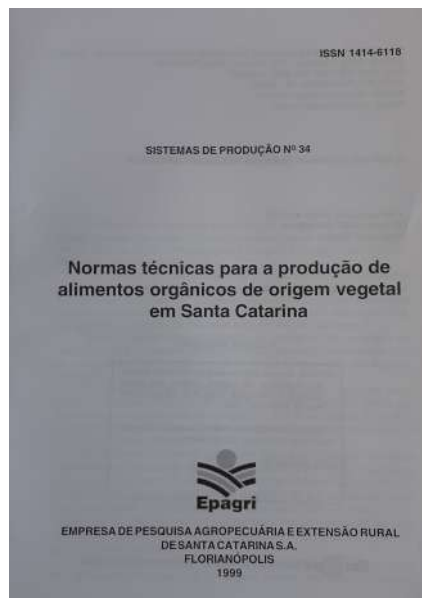 ISSN 1414-6118
SISTEMAS DE PRODUÇÃO Nº 34
Normas técnicas para a produção de
alimentos orgânicos de origem vegetal
em Santa Catarina
Epagri
EMPRESA DE PESQUISA AGROPECUÁRIA E EXTENSÃO RURAL
DE SANTA CATARINA S.A.
FLORIANÓPOLIS
1999